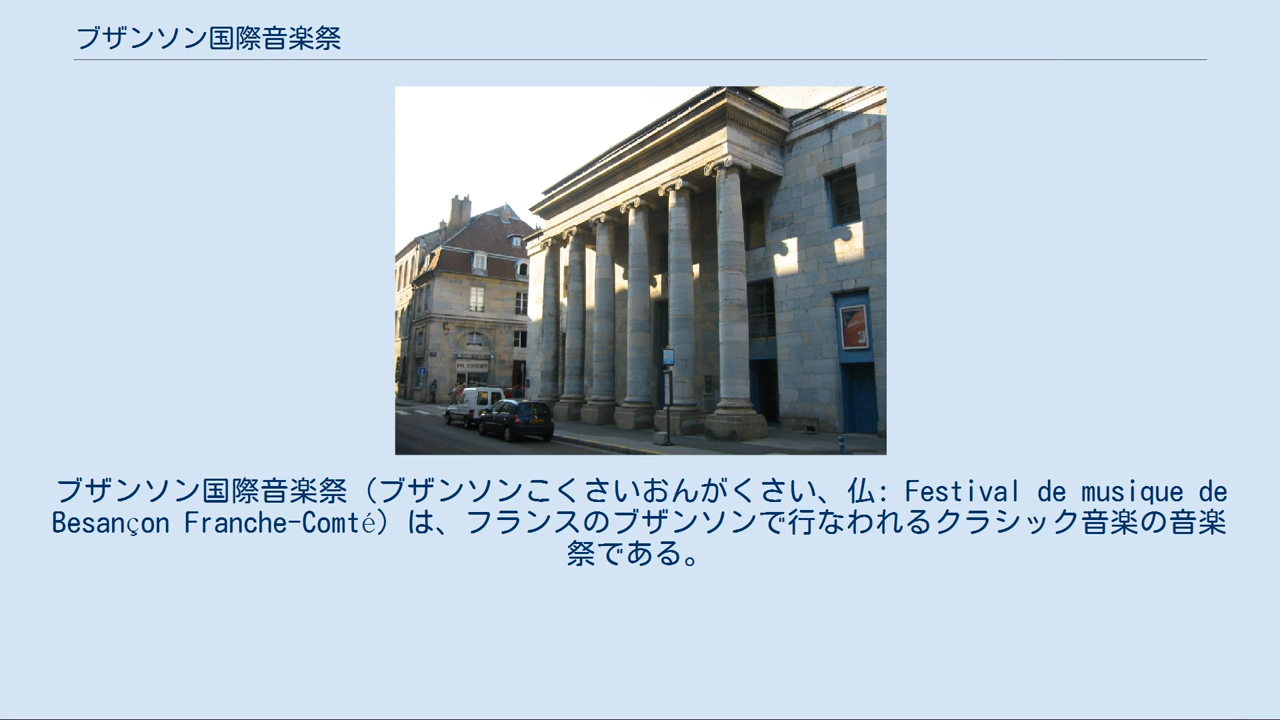 ブザンソン国際音楽祭
ブザンソン国際音楽祭（ブザンソンこくさいおんがくさい、仏: Festival de musique de
Besançon Franche-Comté）は、フランスのブザンソンで行なわれるクラシック音楽の音楽
祭である。